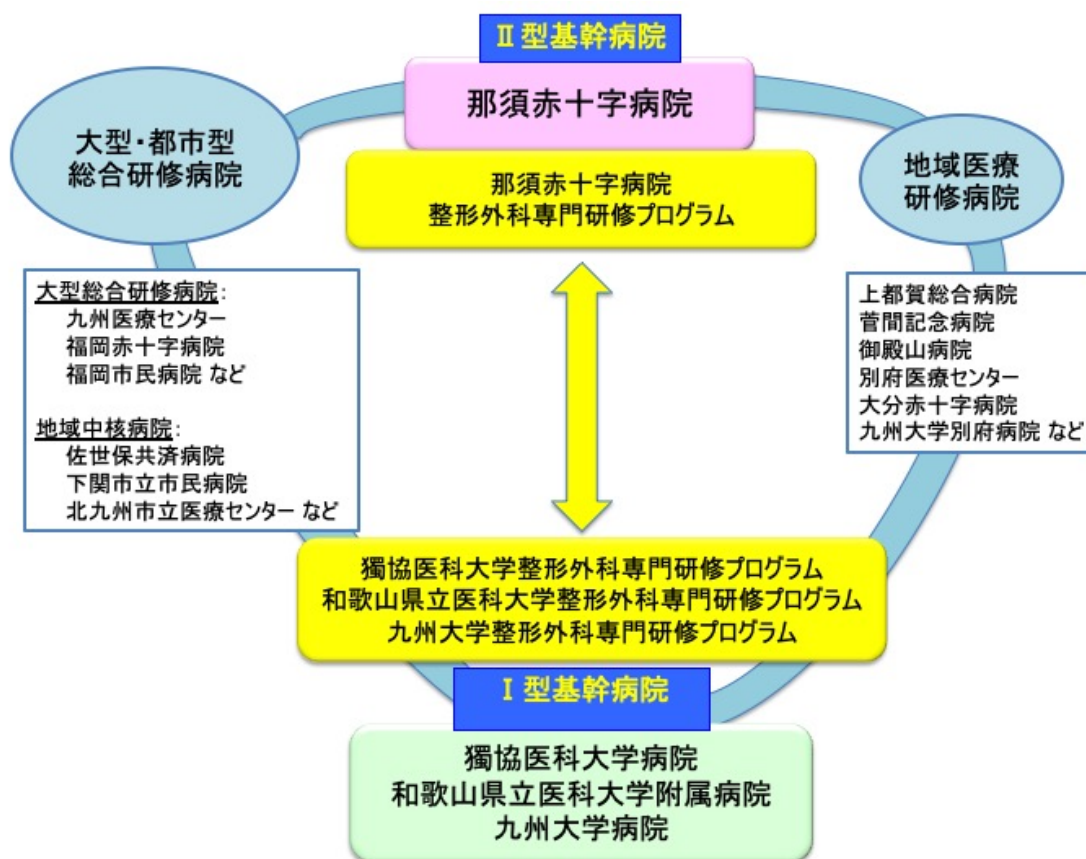 Ⅱ型基幹病院
那須赤十字病院
那須赤十字病院
整形外科専門研修プログラム
大型・都市型
総合研修病院
地域医療
研修病院
大型総合研修病院:
九州医療センター
福岡赤十字病院
福岡市民病院 など
地域中核病院:
佐世保共済病院
下関市立市民病院
北九州市立医療センター など
上都賀総合病院
菅間記念病院
御殿山病院
別府医療センター
大分赤十字病院
九州大学別府病院 など
獨協医科大学整形外科専門研修プログラム
和歌山県立医科大学整形外科専門研修プログラム
九州大学整形外科専門研修プログラム
Ⅰ型基幹病院
獨協医科大学病院
和歌山県立医科大学附属病院
九州大学病院